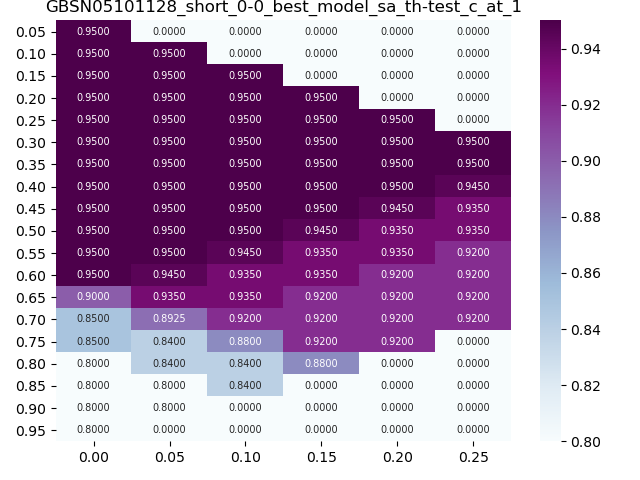 GBSN05101128_short_0-0_best_model_sa_th-test_c_at_1
0.05 0.9500 0.0000 0.0000 0.0000 0.0000 0.0000
0.10 0.9500 0.9500 0.0000 0.0000 0.0000 0.0000
0.15 0.9500 0.9500 0.9500 0.0000 0.0000 0.0000
0.20 0.9500 0.9500 0.9500 0.9500 0.0000 0.0000
0.25 0.9500 0.9500 0.9500 0.9500 0.9500 0.0000
0.30 0.9500 0.9500 0.9500 0.9500 0.9500 0.9500
0.35 0.9500 0.9500 0.9500 0.9500 0.9500 0.9500
0.40 0.9500 0.9500 0.9500 0.9500 0.9500 0.9450
0.45 0.9500 0.9500 0.9500 0.9500 0.9450 0.9350
0.50 0.9500 0.9500 0.9500 0.9450 0.9350 0.9350
0.55 0.9500 0.9500 0.9450 0.9350 0.9350 0.9200
0.60 0.9500 0.9450 0.9350 0.9350 0.9200 0.9200
0.65 0.9000 0.9350 0.9350 0.9200 0.9200 0.9200
0.70 0.8500 0.8925 0.9200 0.9200 0.9200 0.9200
0.75 0.8500 0.8400 0.8800 0.9200 0.9200 0.0000
0.80 0.8000 0.8400 0.8400 0.8800 0.0000 0.0000
0.85 0.8000 0.8000 0.8400 0.0000 0.0000 0.0000
0.90 0.8000 0.8000 0.0000 0.0000 0.0000 0.0000
0.95 0.8000 0.0000 0.0000 0.0000 0.0000 0.0000
0.00 0.05 0.10 0.15 0.20 0.25
0.94
0.92
0.90
0.88
0.86
0.84
0.82
0.80